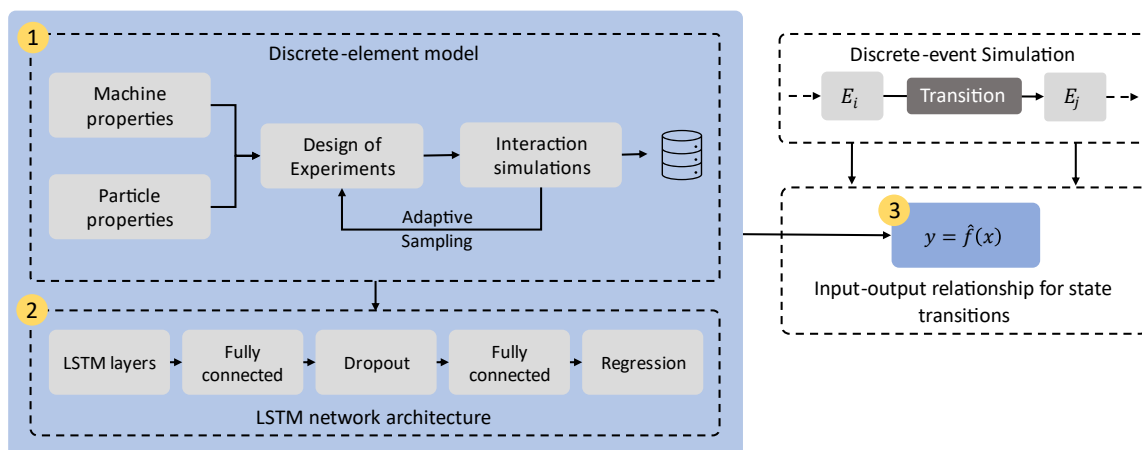 1
Discrete-element model
Machine
properties
Particle
properties
Design of
Experiments
Interaction
simulations
Adaptive
Sampling
2
LSTM layers
Fully
connected
Dropout
Fully
connected
Regression
LSTM network architecture
Discrete-event Simulation
E_i
Transition
E_j
3
y = f̂(x)
Input-output relationship for state
transitions